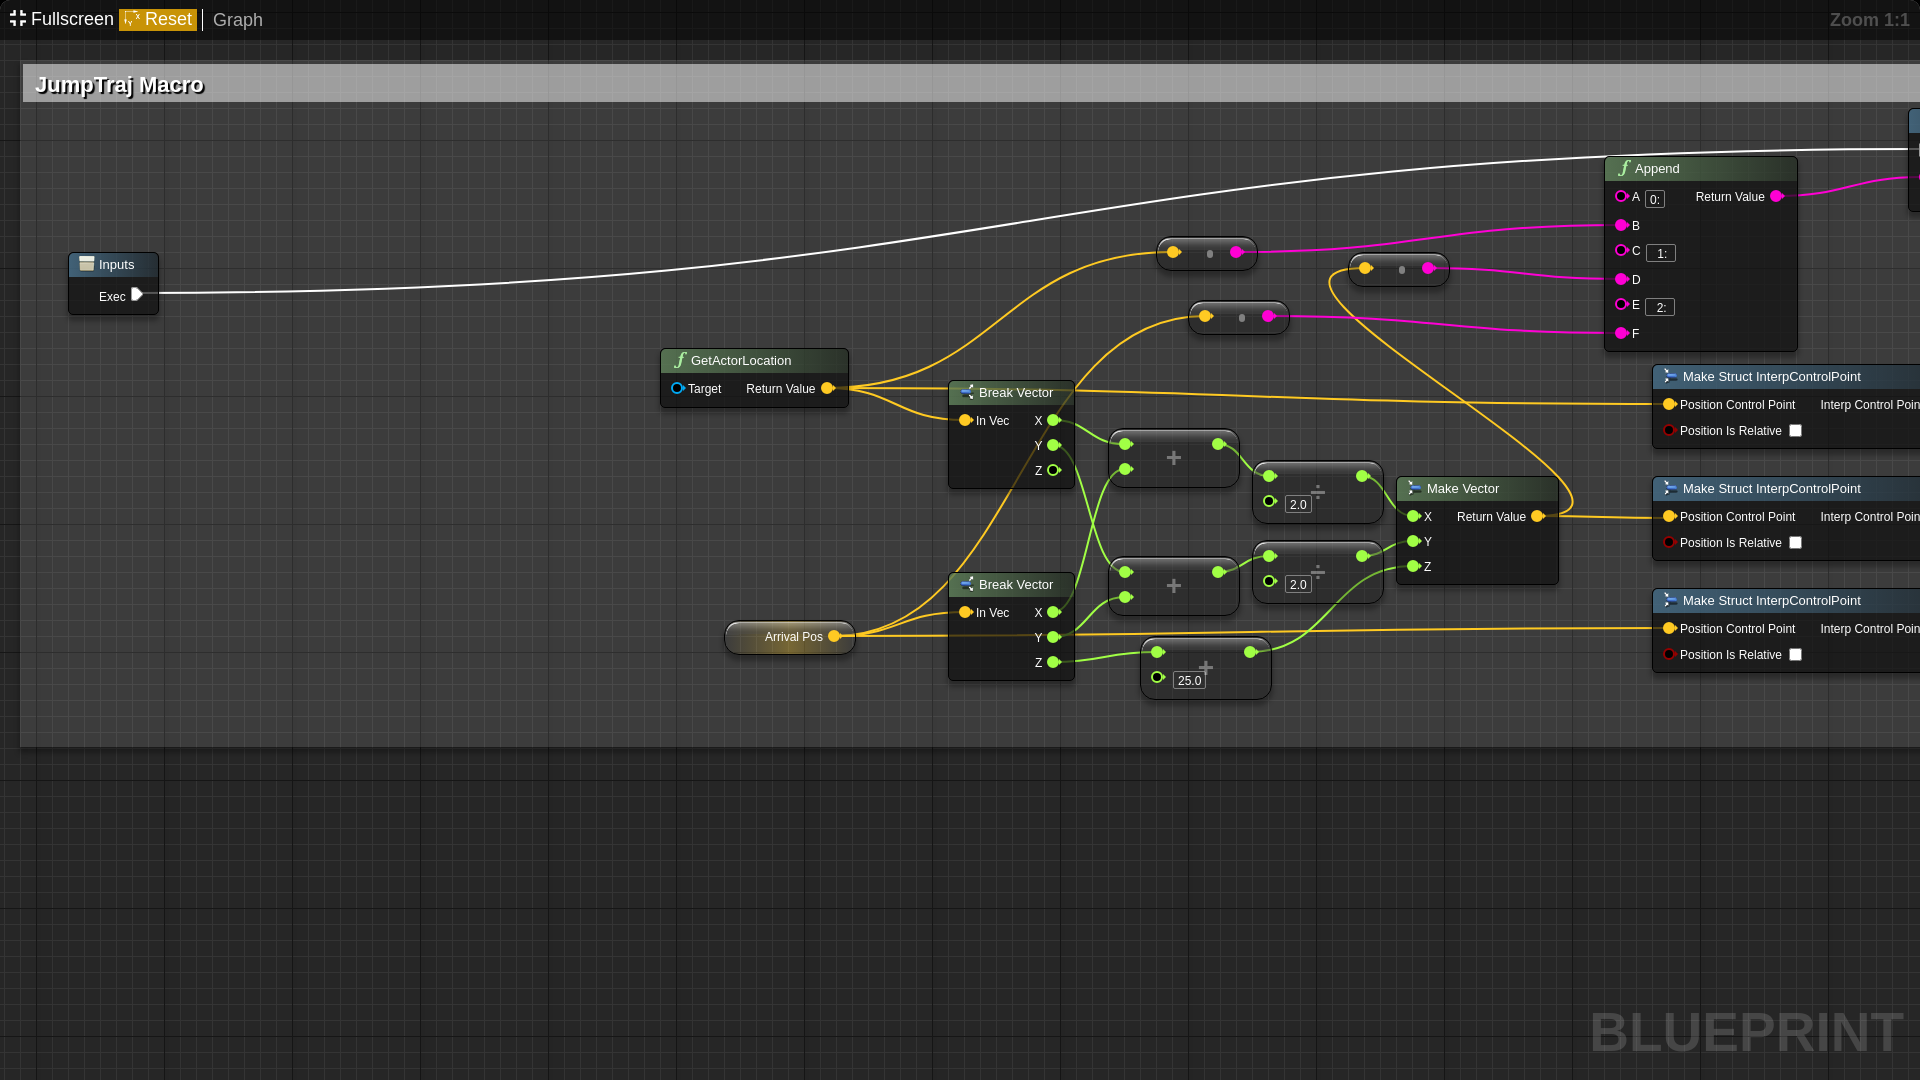 Fullscreen Reset Graph Zoom 1:1
JumpTraj Macro
Inputs
Exec
GetActorLocation
Target Return Value
Arrival Pos
Break Vector
In Vec X
Y
Z
Break Vector
In Vec X
Y
Z
+
+
+
25.0
÷
2.0
÷
2.0
Make Vector
X Return Value
Y
Z
Append
A 0: Return Value
B
C 1:
D
E 2:
F
Make Struct InterpControlPoint
Position Control Point Interp Control Poin
Position Is Relative
Make Struct InterpControlPoint
Position Control Point Interp Control Poin
Position Is Relative
Make Struct InterpControlPoint
Position Control Point Interp Control Poin
Position Is Relative
BLUEPRINT